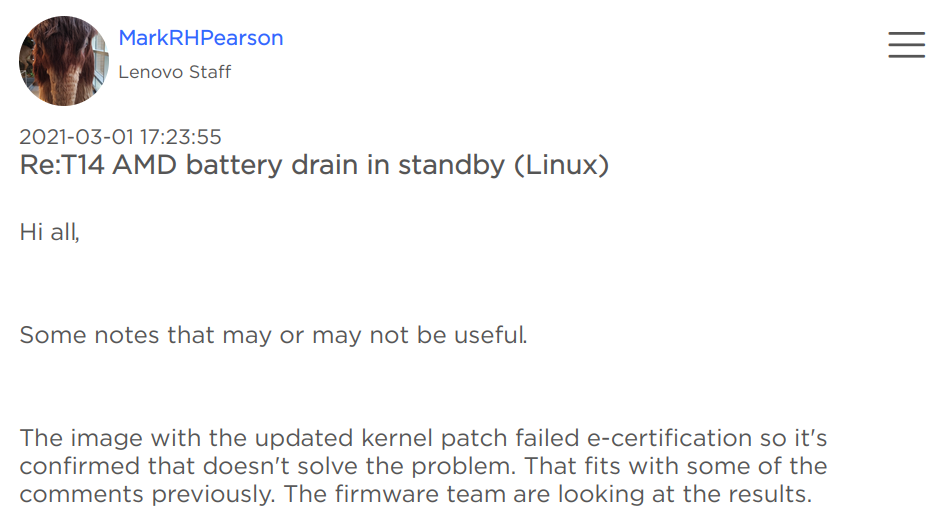 MarkRHPearson
Lenovo Staff
2021-03-01 17:23:55
Re:T14 AMD battery drain in standby (Linux)
Hi all,
Some notes that may or may not be useful.
The image with the updated kernel patch failed e-certification so it's
confirmed that doesn't solve the problem. That fits with some of the
comments previously. The firmware team are looking at the results.